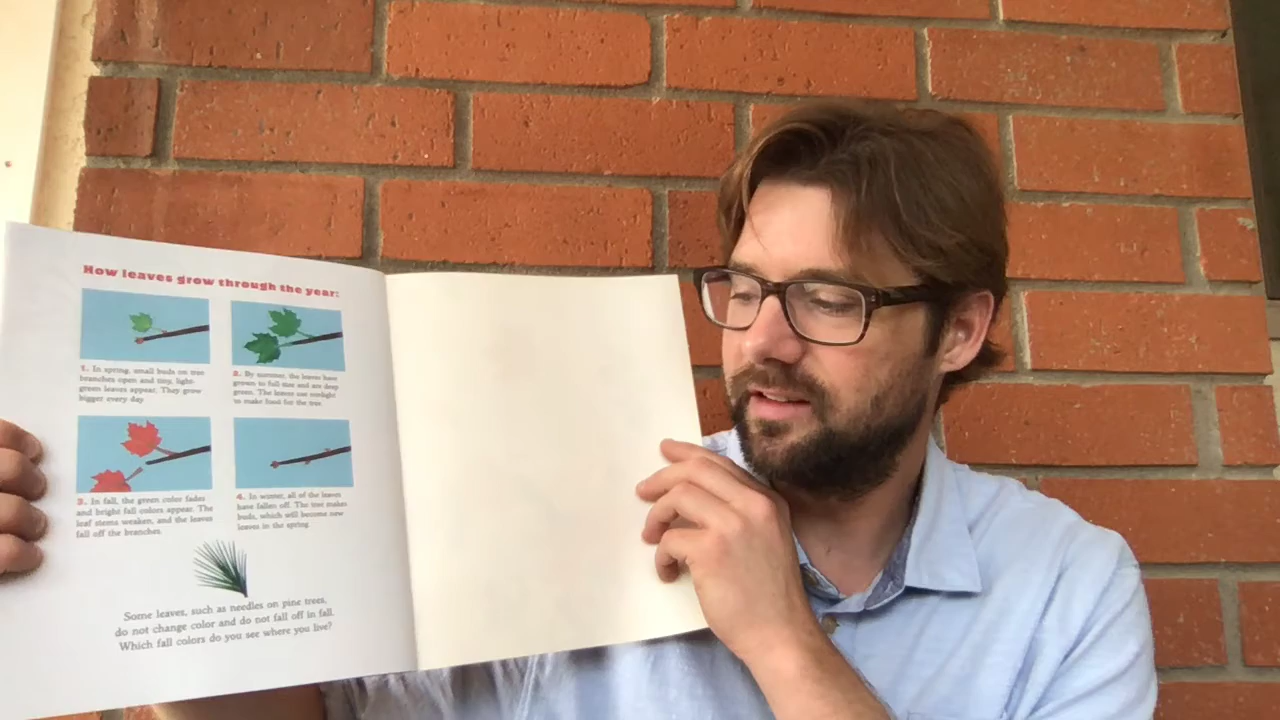 How leaves grow through the year:
1. In spring, small buds on tree
branches open and tiny, light-
green leaves appear. They grow
bigger every day.
2. By summer, the leaves have
grown to full size and are deep
green. The leaves use sunlight
to make food for the tree.
3. In fall, the green color fades
and bright fall colors appear. The
leaf stems weaken, and the leaves
fall off the branches.
4. In winter, all of the leaves
have fallen off. The tree makes
buds, which will become new
leaves in the spring.
Some leaves, such as needles on pine trees,
do not change color and do not fall off in fall.
Which fall colors do you see where you live?